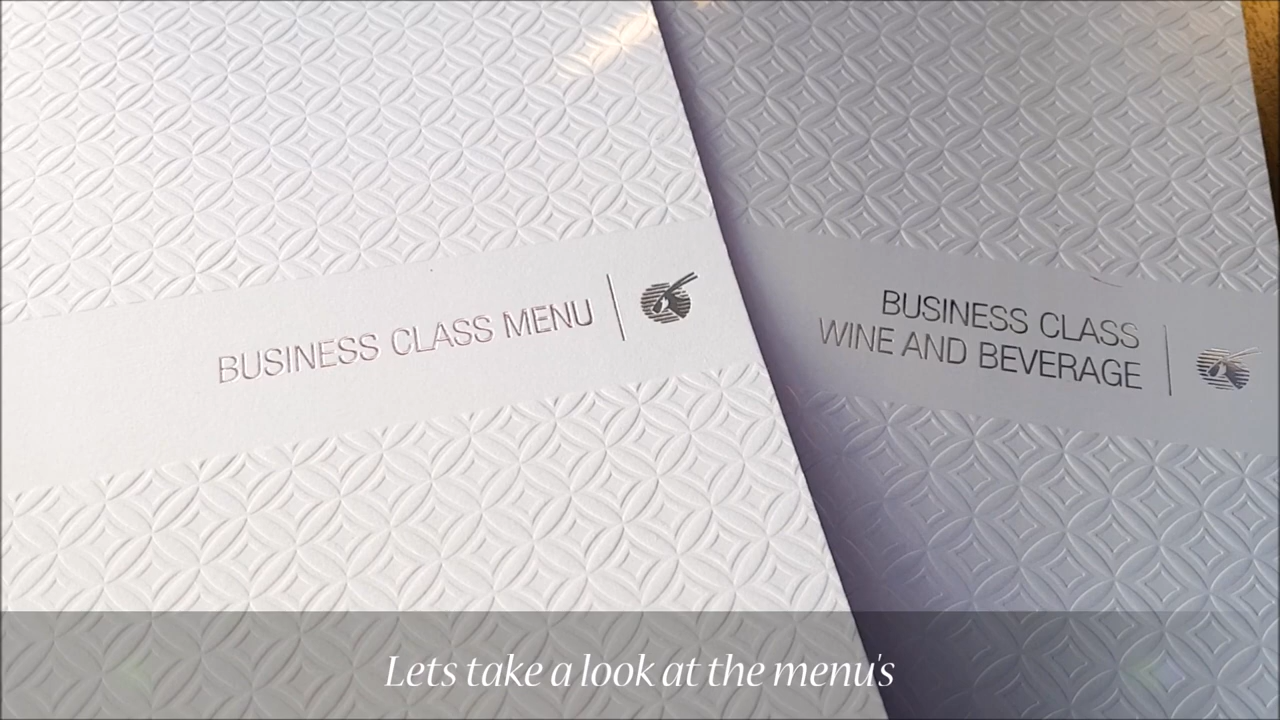 BUSINESS CLASS MENU
BUSINESS CLASS
WINE AND BEVERAGE
Lets take a look at the menu's